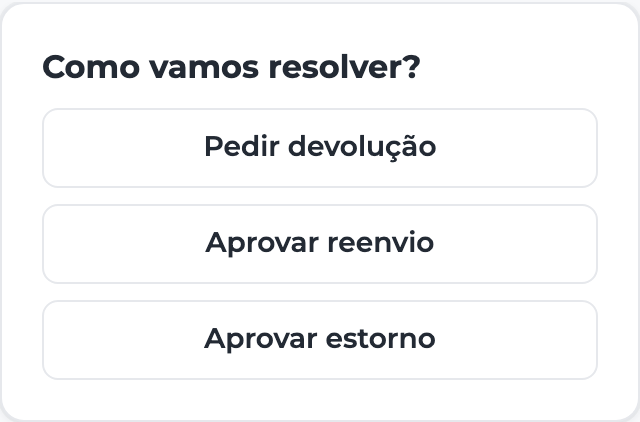 Como vamos resolver?
Pedir devolução
Aprovar reenvio
Aprovar estorno